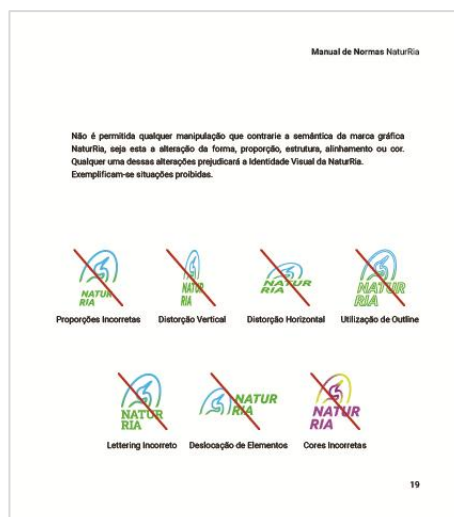 Manual de Normas NaturRia
Não é permitida qualquer manipulação que contrarie a semântica da marca gráfica
NaturRia, seja esta a alteração da forma, proporção, estrutura, alinhamento ou cor.
Qualquer uma dessas alterações prejudicará a Identidade Visual da NaturRia.
Exemplificam-se situações proibidas.
NATUR
RIA
NATUR
RIA
NATUR
RIA
NATUR
RIA
Proporções Incorretas Distorção Vertical Distorção Horizontal Utilização de Outline
NATUR
RIA
NATUR
RIA
NATUR
RIA
Lettering Incorreto Deslocação de Elementos Cores Incorretas
19